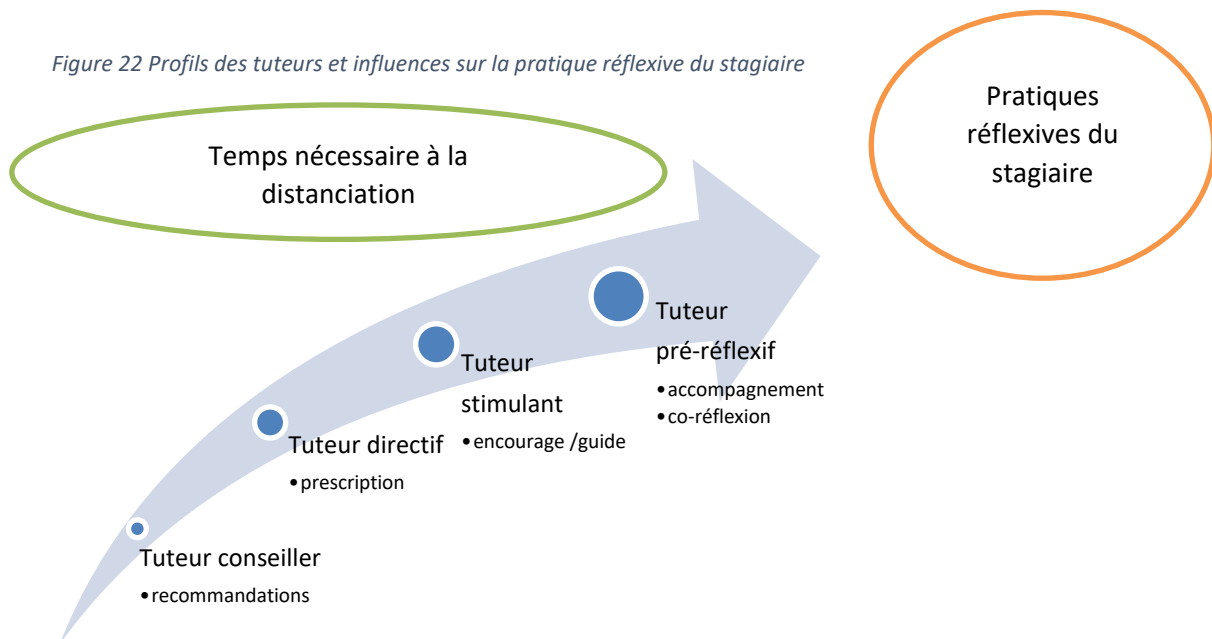 Figure 22 Profils des tuteurs et influences sur la pratique réflexive du stagiaire
Temps nécessaire à la
distanciation
Pratiques
réflexives du
stagiaire
Tuteur
pré-réflexif
•accompagnement
•co-réflexion
Tuteur
stimulant
•encourage /guide
Tuteur directif
•prescription
Tuteur conseiller
•recommandations